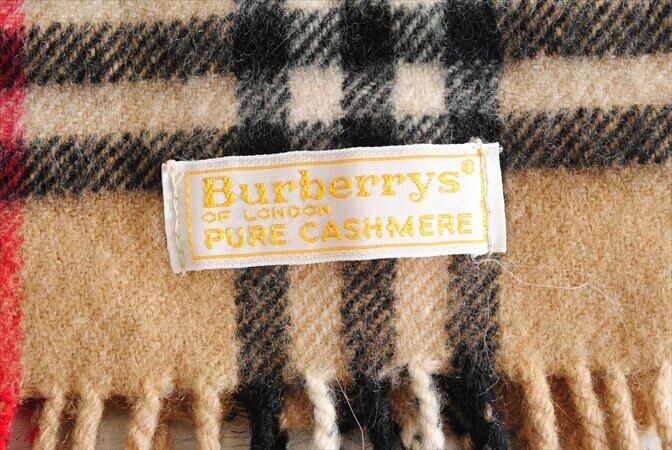 Burberrys®
OF LONDON
PURE CASHMERE